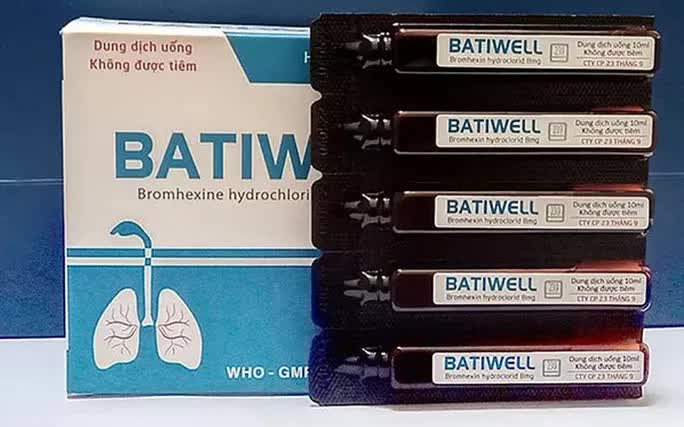 Dung dịch uống
Không được tiêm
H
BATIW
Bromhexine hydrochlori
WHO - GMP
BATIWELL
Bromhexin hydroclorid 8mg
Dung dịch uống 10ml
Không được tiêm
CTY CP 23 THÁNG 9
BATIWELL
Bromhexin hydroclorid 8mg
Dung dịch uống 10ml
Không được tiêm
CTY CP 23 THÁNG 9
BATIWELL
Bromhexin hydroclorid 8mg
Dung dịch uống 10ml
Không được tiêm
CTY CP 23 THÁNG 9
BATIWELL
Bromhexin hydroclorid 8mg
Dung dịch uống 10ml
Không được tiêm
CTY CP 23 THÁNG 9
BATIWELL
Bromhexin hydroclorid 8mg
Dung dịch uống 10ml
Không được tiêm
CTY CP 23 THÁNG 9